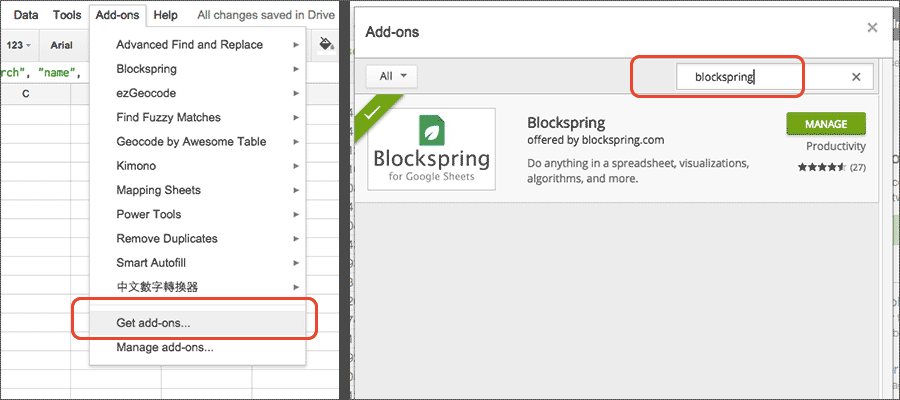 Data Tools Add-ons Help All changes saved in Drive
123 Arial
rch", "name",
C
Advanced Find and Replace
Blockspring
ezGeocode
Find Fuzzy Matches
Geocode by Awesome Table
Kimono
Mapping Sheets
Power Tools
Remove Duplicates
Smart Autofill
中文數字轉換器
Get add-ons...
Manage add-ons...
Add-ons
All
blockspring
Blockspring
for Google Sheets
Blockspring
offered by blockspring.com
Do anything in a spreadsheet, visualizations,
algorithms, and more.
MANAGE
Productivity
(27)